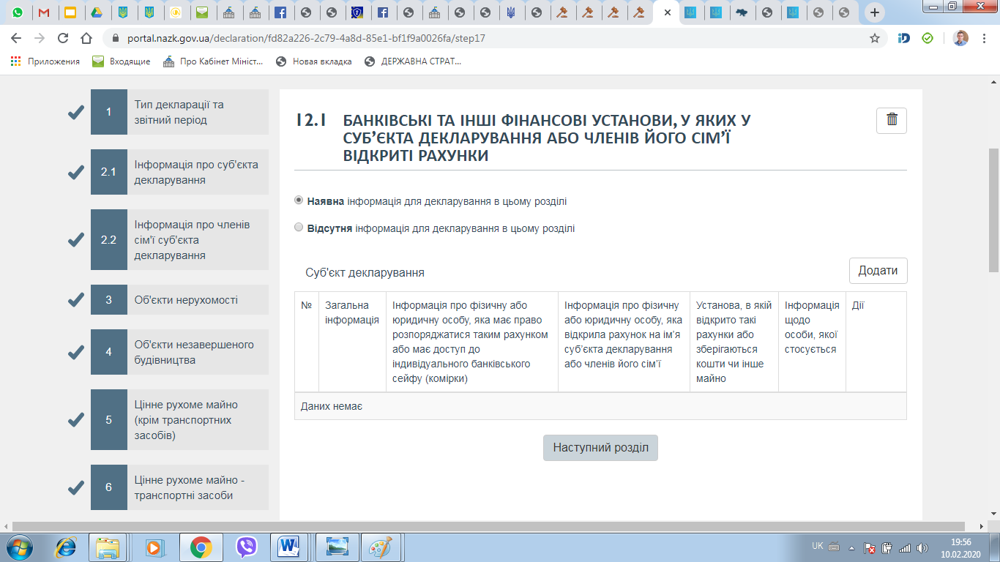 portal.nazk.gov.ua/declaration/fd82a226-2c79-4a8d-85e1-bf1f9a0026fa/step17
Приложения
Входящие
Про Кабінет Мініст...
Новая вкладка
ДЕРЖАВНА СТРАТ...
1
Тип декларації та
звітний період
2.1
Інформація про суб'єкта
декларування
2.2
Інформація про членів
сім'ї суб'єкта
декларування
3
Об'єкти нерухомості
4
Об'єкти незавершеного
будівництва
5
Цінне рухоме майно
(крім транспортних
засобів)
6
Цінне рухоме майно -
транспортні засоби
12.1 БАНКІВСЬКІ ТА ІНШІ ФІНАНСОВІ УСТАНОВИ, У ЯКИХ У
СУБ’ЄКТА ДЕКЛАРУВАННЯ АБО ЧЛЕНІВ ЙОГО СІМ’Ї
ВІДКРИТІ РАХУНКИ
Наявна інформація для декларування в цьому розділі
Відсутня інформація для декларування в цьому розділі
Суб'єкт декларування
Додати
№
Загальна
інформація
Інформація про фізичну або
юридичну особу, яка має право
розпоряджатися таким рахунком
або має доступ до
індивідуального банківського
сейфу (комірки)
Інформація про фізичну
або юридичну особу, яка
відкрила рахунок на ім’я
суб’єкта декларування
або членів його сім’ї
Установа, в якій
відкрито такі
рахунки або
зберігаються
кошти чи інше
майно
Інформація
щодо
особи, якої
стосується
Дії
Даних немає
Наступний розділ
UK
19:56
10.02.2020